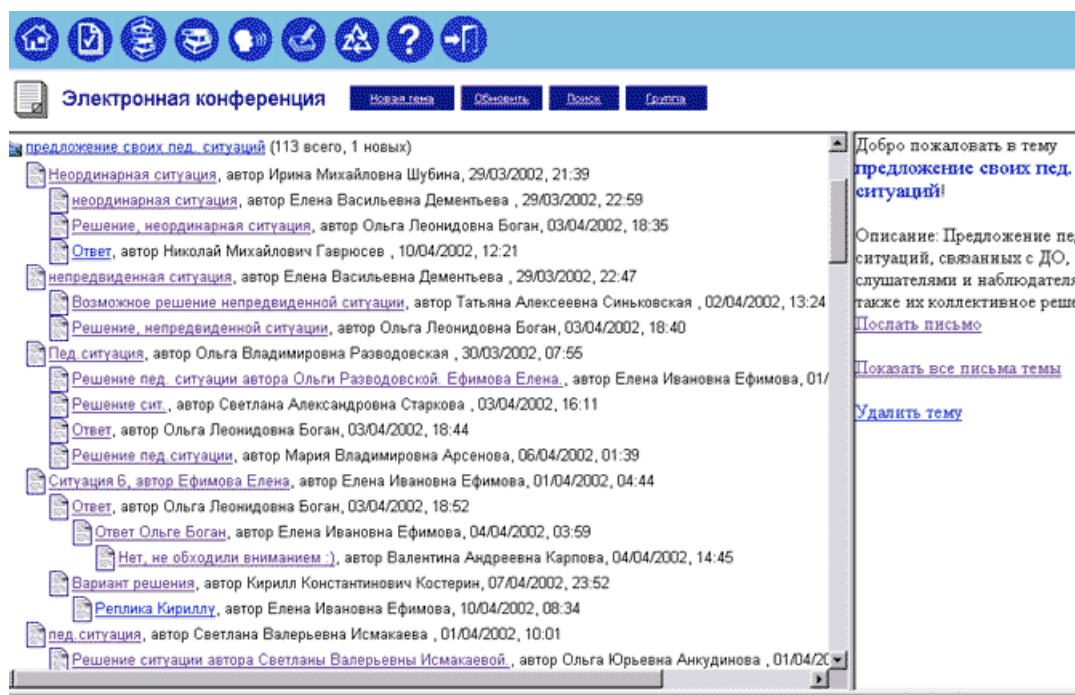 Электронная конференция
Новая тема
Обновить
Поиск
Группа
предложение своих пед. ситуаций (113 всего, 1 новых)
Неординарная ситуация, автор Ирина Михайловна Шубина, 29/03/2002, 21:39
неординарная ситуация, автор Елена Васильевна Дементьева , 29/03/2002, 22:59
Решение, неординарная ситуация, автор Ольга Леонидовна Боган, 03/04/2002, 18:35
Ответ, автор Николай Михайлович Гаврюсев , 10/04/2002, 12:21
непредвиденная ситуация, автор Елена Васильевна Дементьева , 29/03/2002, 22:47
Возможное решение непредвиденной ситуации, автор Татьяна Алексеевна Синьковская , 02/04/2002, 13:24
Решение, непредвиденной ситуации, автор Ольга Леонидовна Боган, 03/04/2002, 18:40
Пед.ситуация, автор Ольга Владимировна Разводовская , 30/03/2002, 07:55
Решение пед. ситуации автора Ольги Разводовской. Ефимова Елена., автор Елена Ивановна Ефимова, 01/
Решение сит., автор Светлана Александровна Старкова , 03/04/2002, 16:11
Ответ, автор Ольга Леонидовна Боган, 03/04/2002, 18:44
Решение пед.ситуации, автор Мария Владимировна Арсенова, 06/04/2002, 01:39
Ситуация 6, автор Ефимова Елена, автор Елена Ивановна Ефимова, 01/04/2002, 04:44
Ответ, автор Ольга Леонидовна Боган, 03/04/2002, 18:52
Ответ Ольге Боган, автор Елена Ивановна Ефимова, 04/04/2002, 03:59
Нет, не обходили вниманием :), автор Валентина Андреевна Карпова, 04/04/2002, 14:45
Вариант решения, автор Кирилл Константинович Костерин, 07/04/2002, 23:52
Реплика Кириллу, автор Елена Ивановна Ефимова, 10/04/2002, 08:34
пед.ситуация, автор Светлана Валерьевна Исмакаева , 01/04/2002, 10:01
Решение ситуации автора Светланы Валерьевны Исмакаевой., автор Ольга Юрьевна Анкудинова , 01/04/20
Добро пожаловать в тему
предложение своих пед.
ситуаций!
Описание: Предложение пед
ситуаций, связанных с ДО,
слушателями и наблюдателя
также их коллективное реше
Послать письмо
Показать все письма темы
Удалить тему